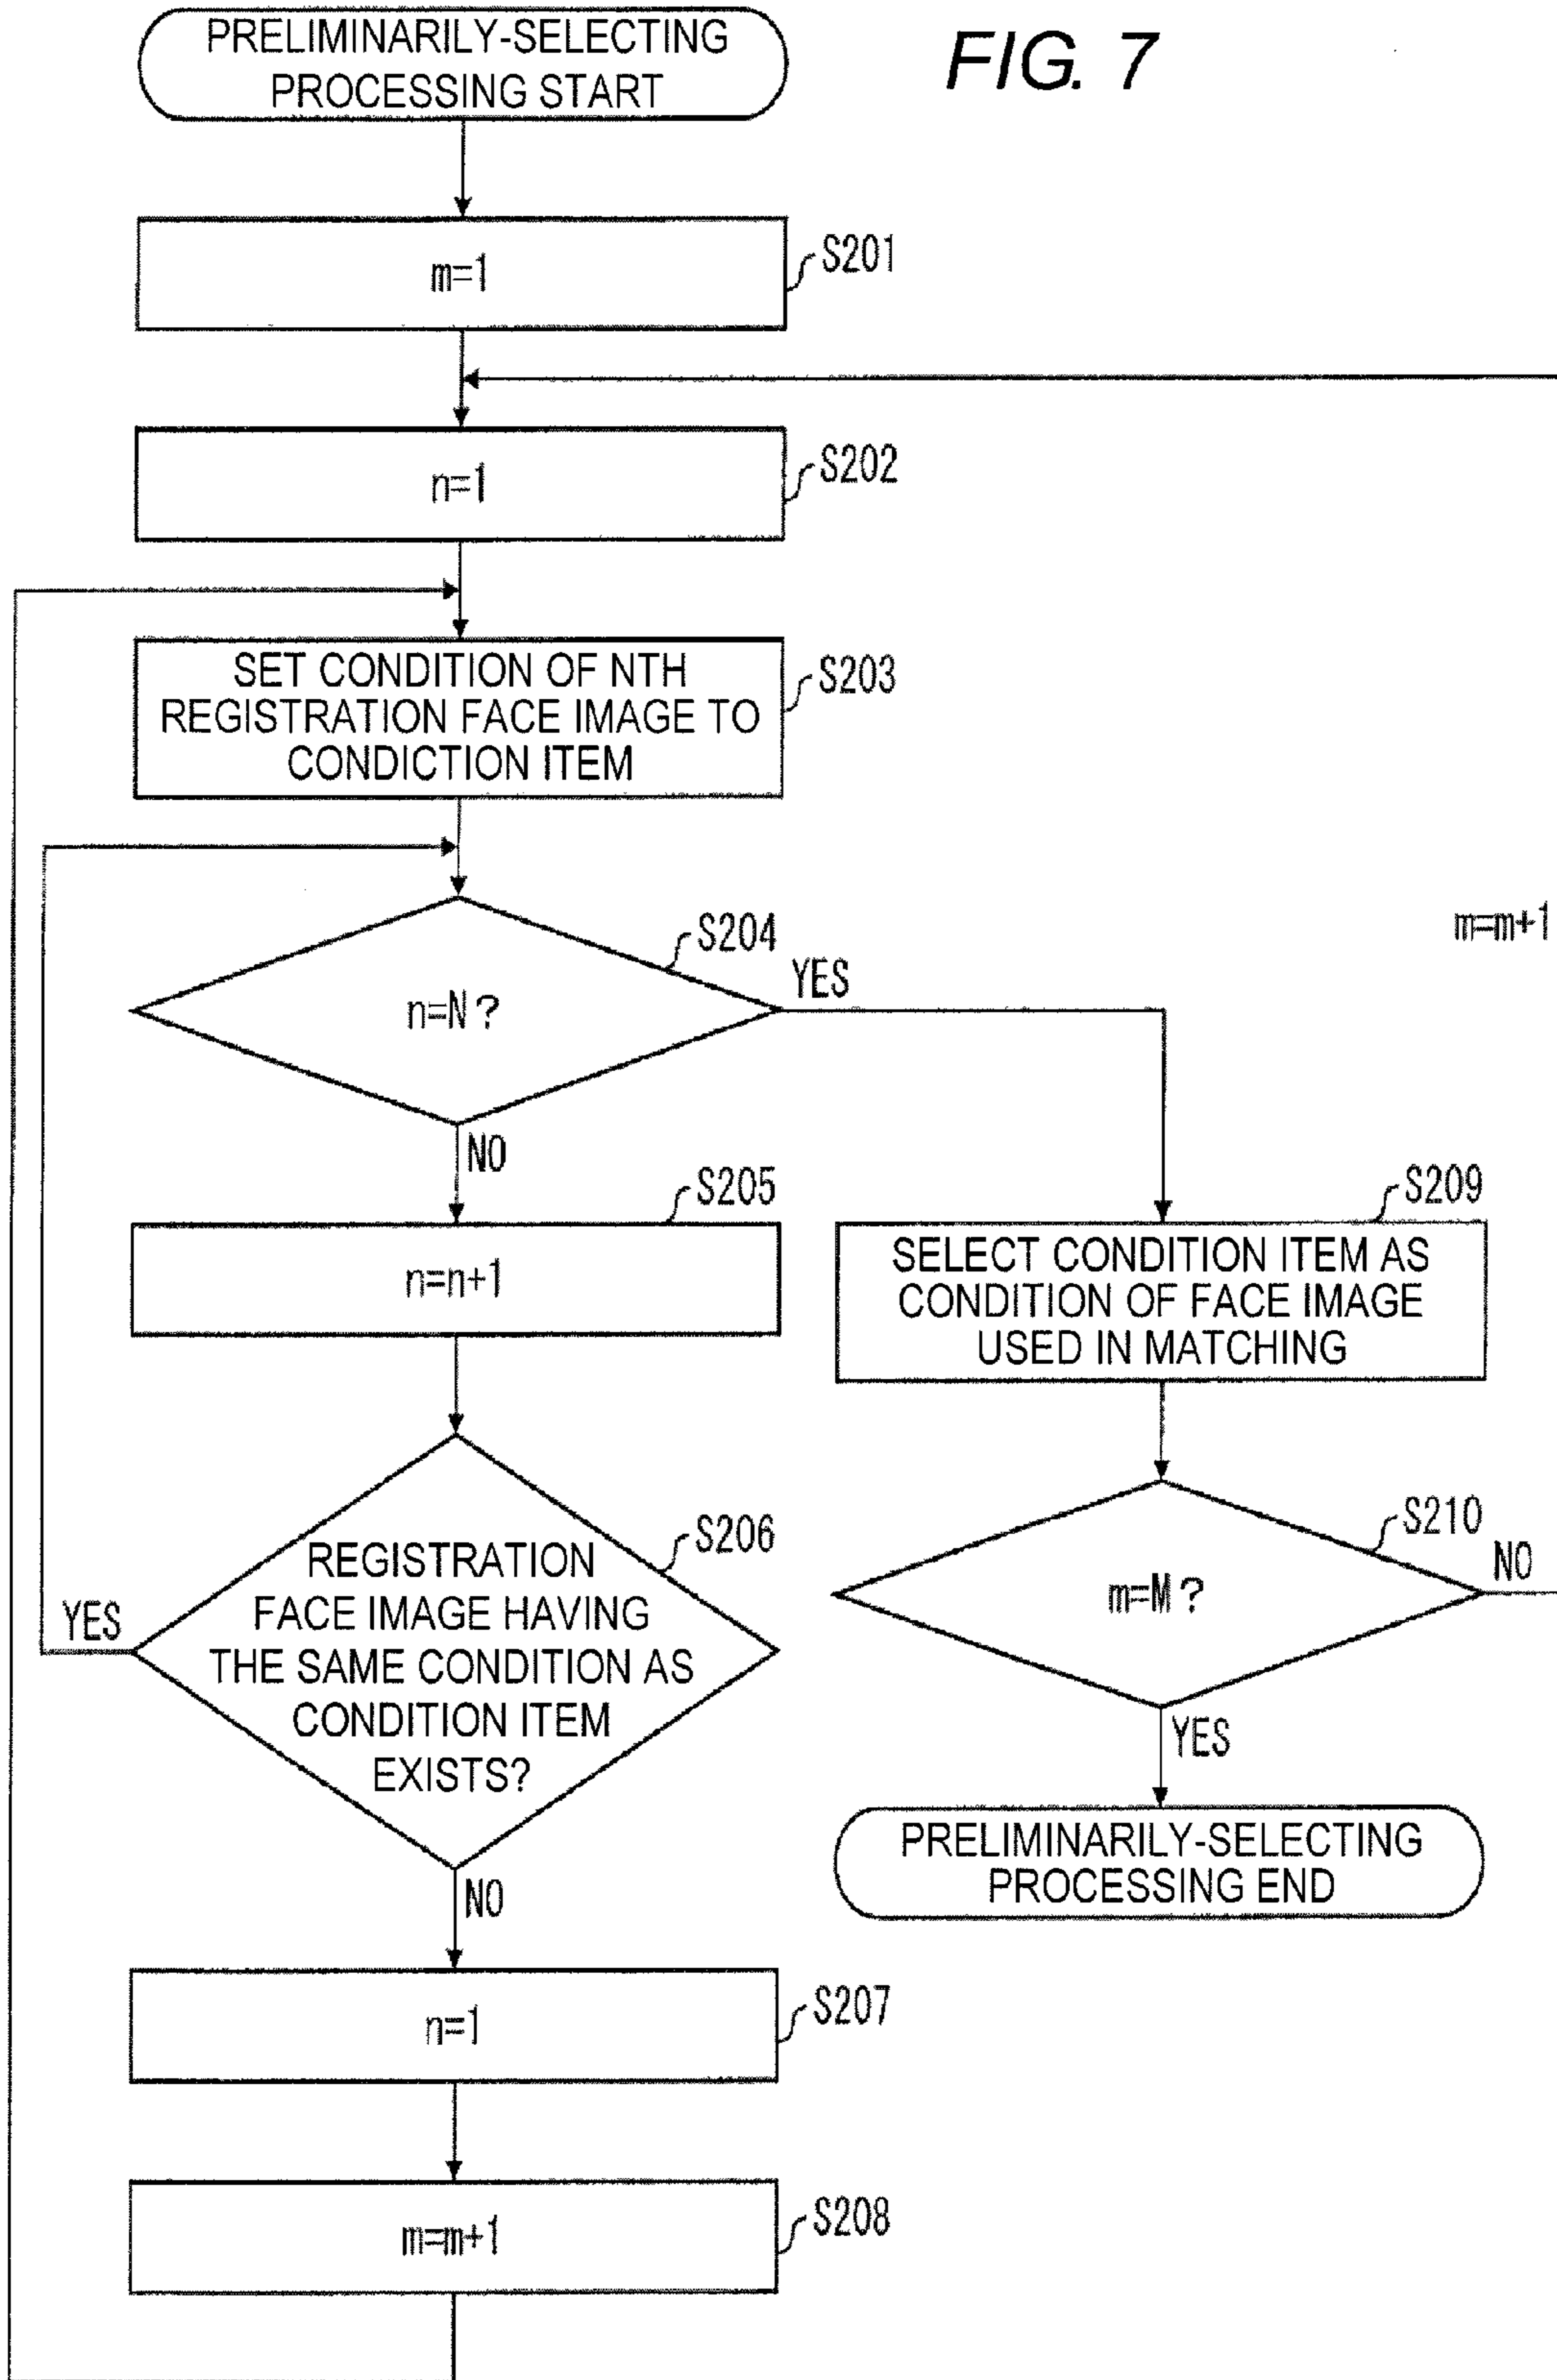 FIG. 7
PRELIMINARILY-SELECTING
PROCESSING START
m=1
S201
n=1
S202
SET CONDITION OF NTH
REGISTRATION FACE IMAGE TO
CONDICTION ITEM
S203
n=N?
S204
YES
NO
m=m+1
n=n+1
S205
SELECT CONDITION ITEM AS
CONDITION OF FACE IMAGE
USED IN MATCHING
S209
REGISTRATION
FACE IMAGE HAVING
THE SAME CONDITION AS
CONDITION ITEM
EXISTS?
S206
YES
NO
m=M?
S210
NO
YES
PRELIMINARILY-SELECTING
PROCESSING END
n=1
S207
m=m+1
S208